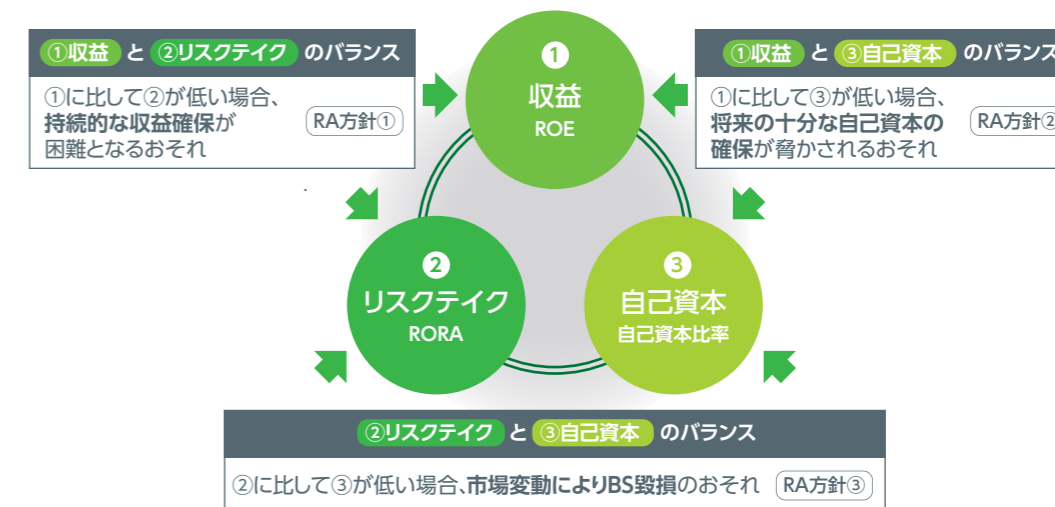 ①収益 と ②リスクテイク のバランス
①に比して②が低い場合、
持続的な収益確保が
困難となるおそれ
RA方針①
①収益 と ③自己資本 のバランス
①に比して③が低い場合、
将来の十分な自己資本の
確保が脅かされるおそれ
RA方針②
1
収益
ROE
2
リスクテイク
RORA
3
自己資本
自己資本比率
②リスクテイク と ③自己資本 のバランス
②に比して③が低い場合、市場変動によりBS毀損のおそれ RA方針③